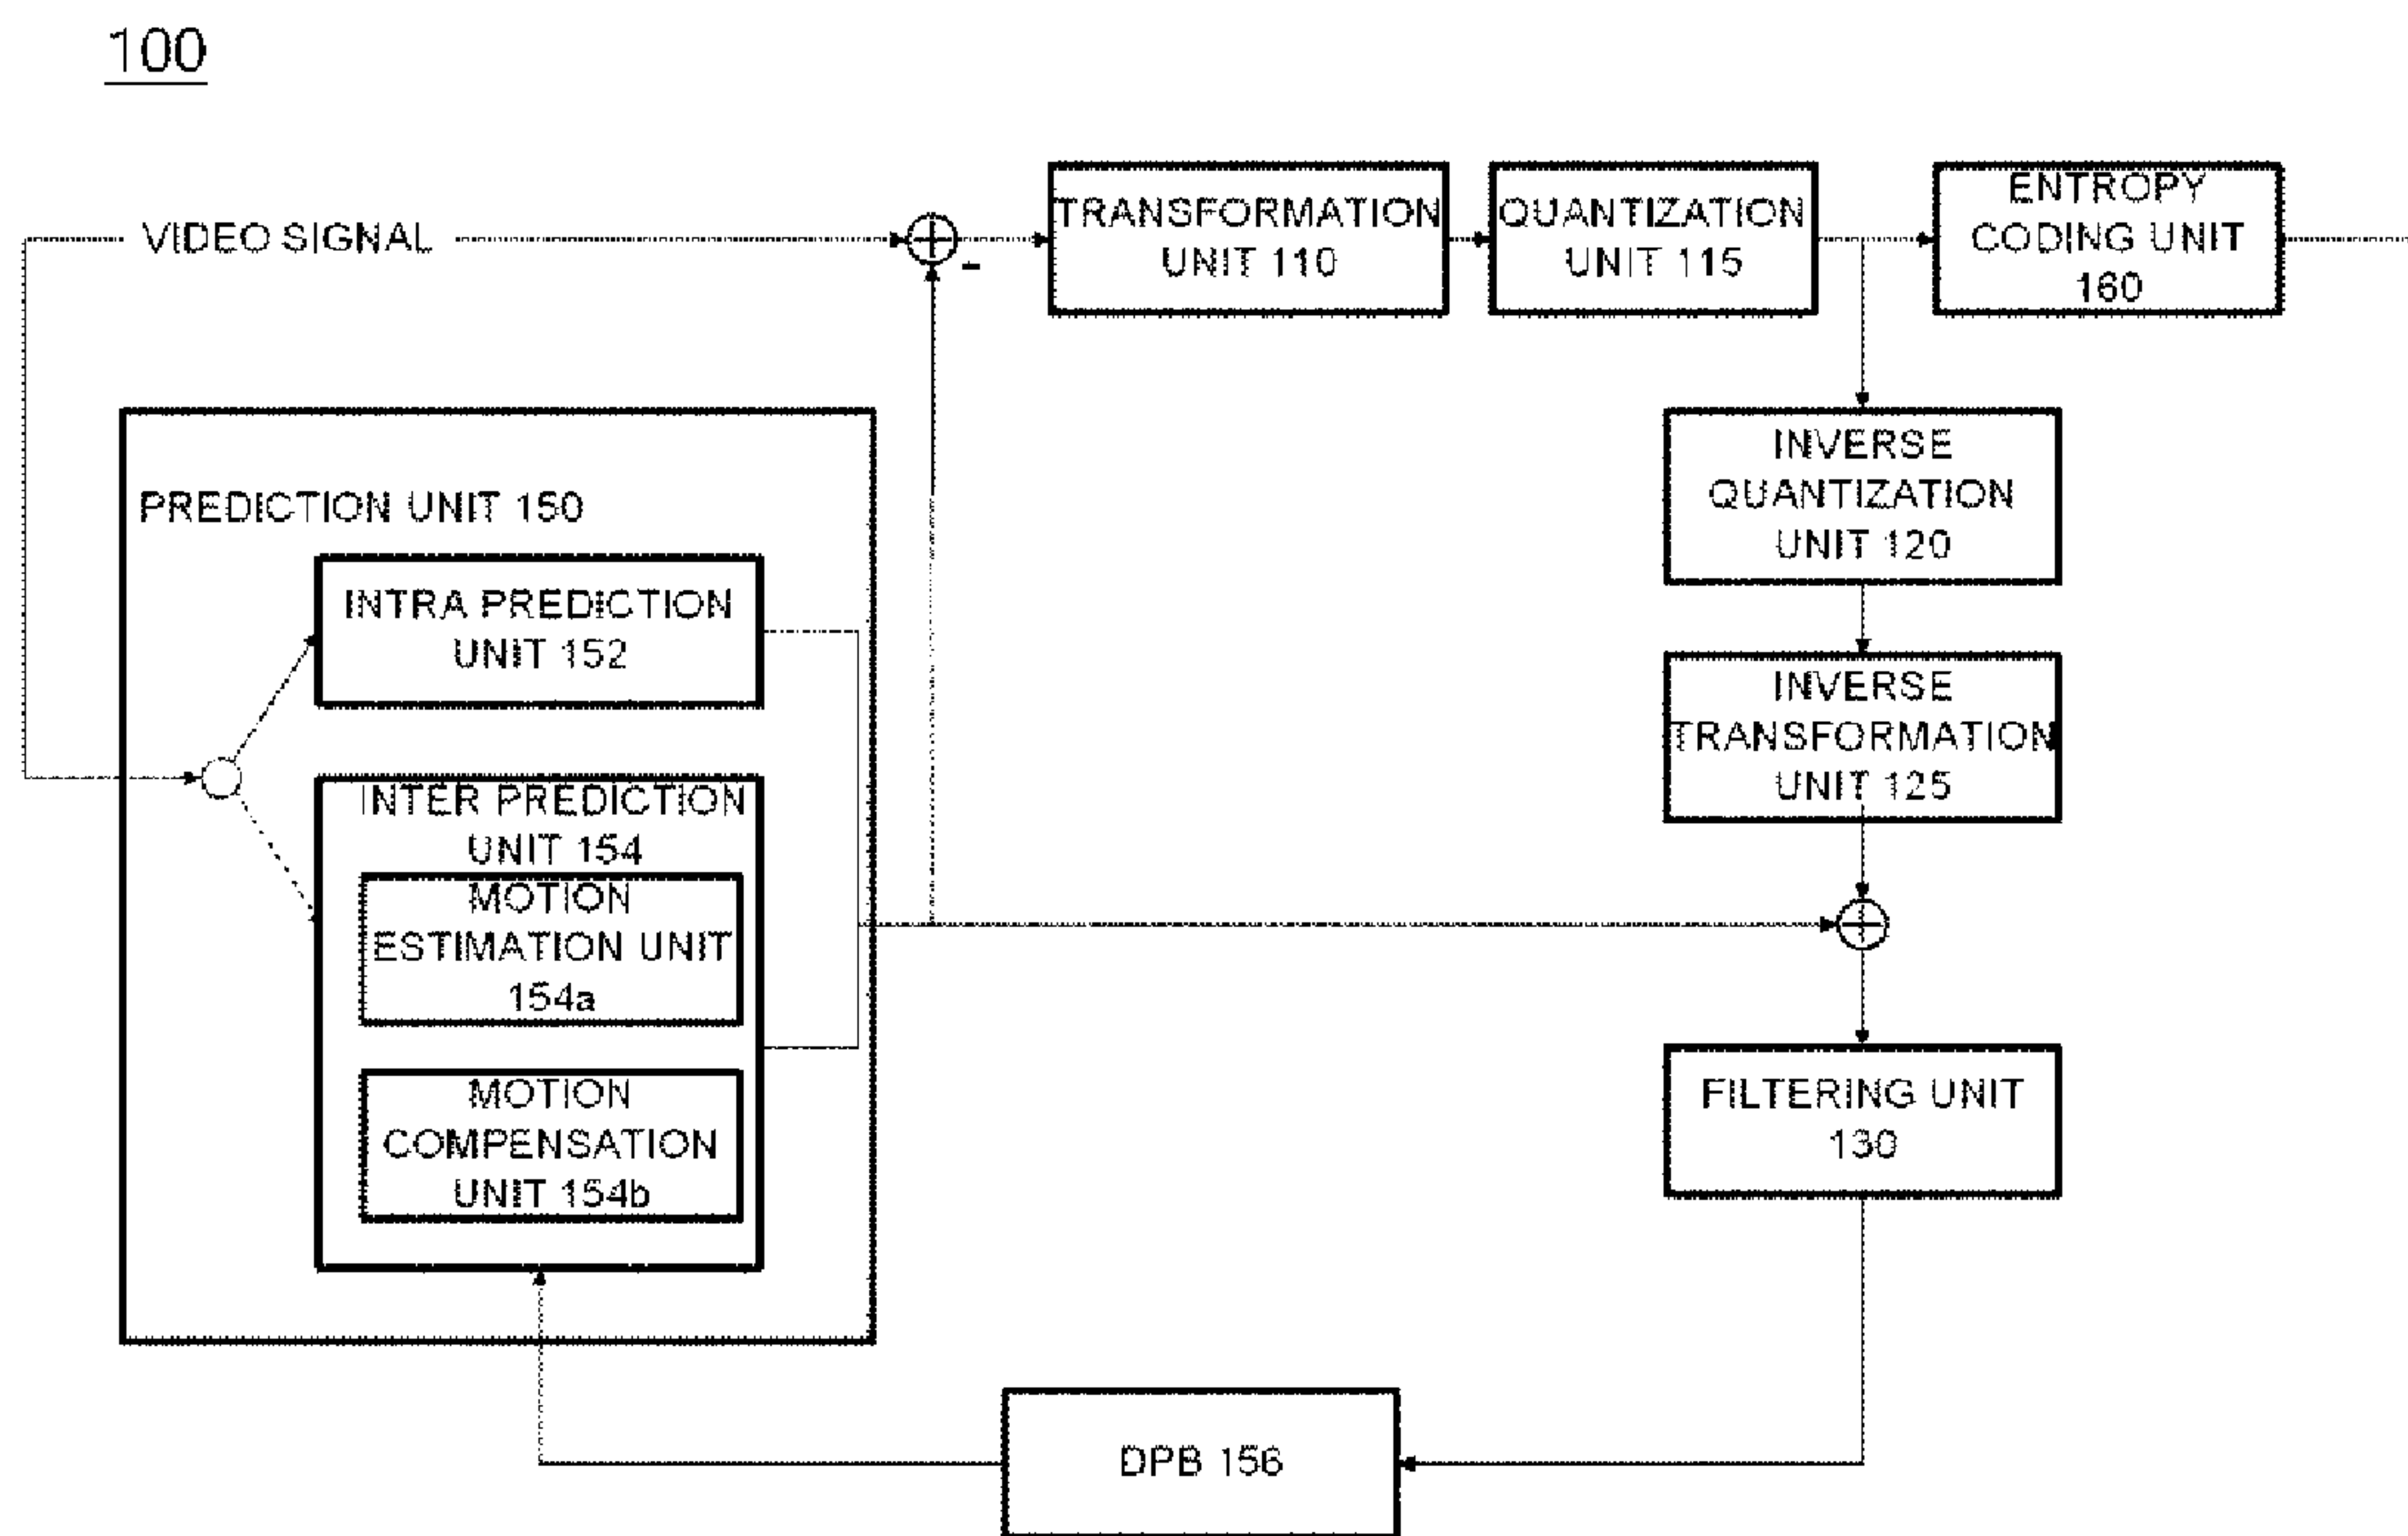 100
VIDEO SIGNAL
-
TRANSFORMATION
UNIT 110
QUANTIZATION
UNIT 115
ENTROPY
CODING UNIT
160
INVERSE
QUANTIZATION
UNIT 120
INVERSE
TRANSFORMATION
UNIT 125
PREDICTION UNIT 150
INTRA PREDICTION
UNIT 152
INTER PREDICTION
UNIT 154
MOTION
ESTIMATION UNIT
154a
MOTION
COMPENSATION
UNIT 154b
FILTERING UNIT
130
DPB 156